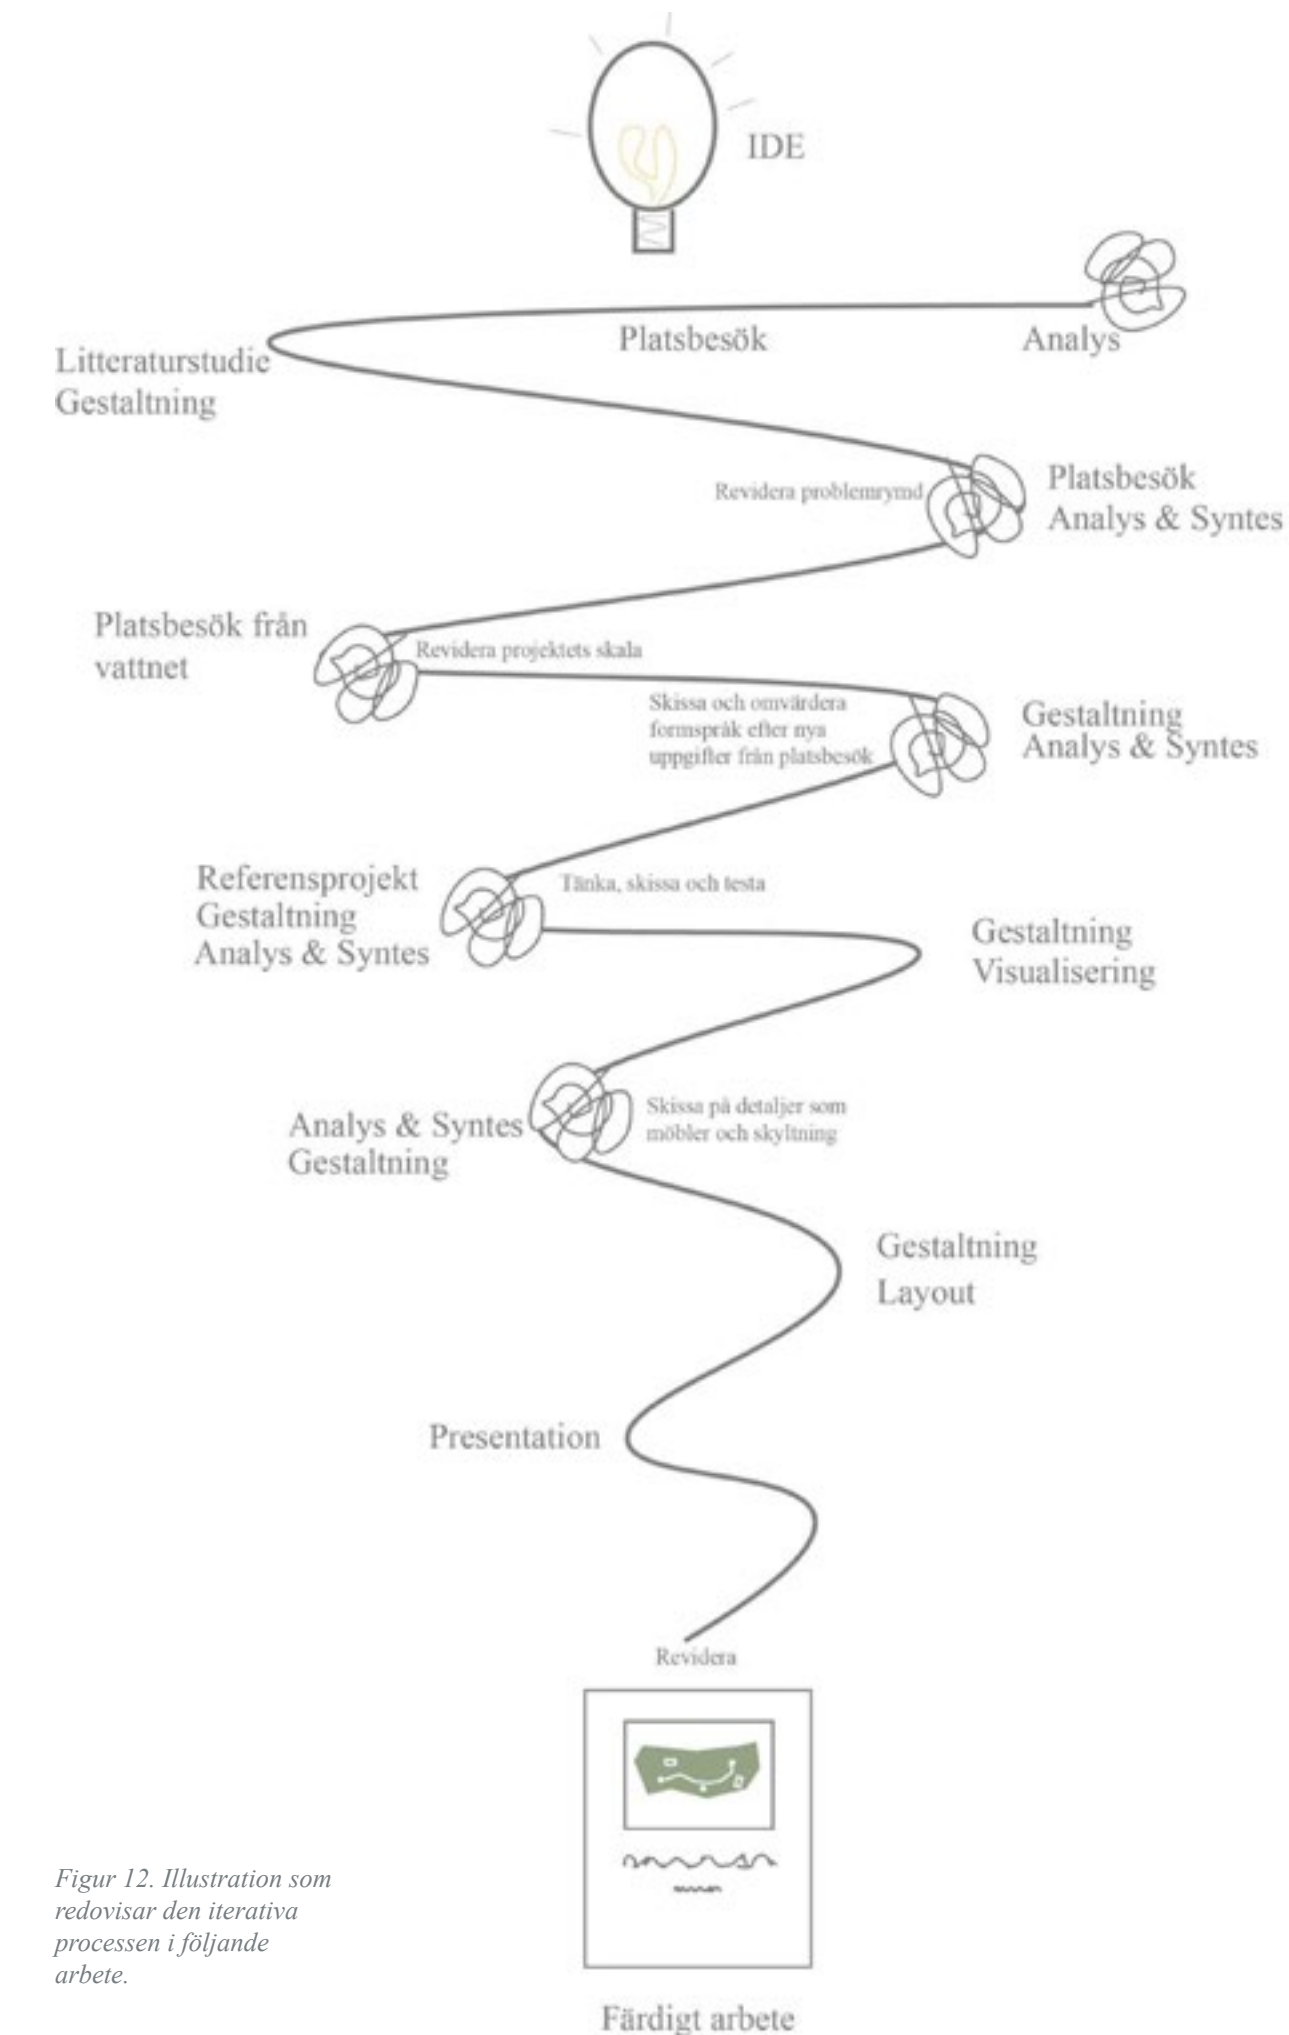 IDE
Platsbesök
Analys
Litteraturstudie
Gestaltning
Revidera problemrymd
Platsbesök
Analys & Syntes
Platsbesök från
vattnet
Revidera projektets skala
Skissa och omvärdera
formspråk efter nya
uppgifter från platsbesök
Gestaltning
Analys & Syntes
Referensprojekt
Gestaltning
Analys & Syntes
Tänka, skissa och testa
Gestaltning
Visualisering
Analys & Syntes
Gestaltning
Skissa på detaljer som
möbler och skyltning
Gestaltning
Layout
Presentation
Revidera
Figur 12. Illustration som
redovisar den iterativa
processen i följande
arbete.
Färdigt arbete